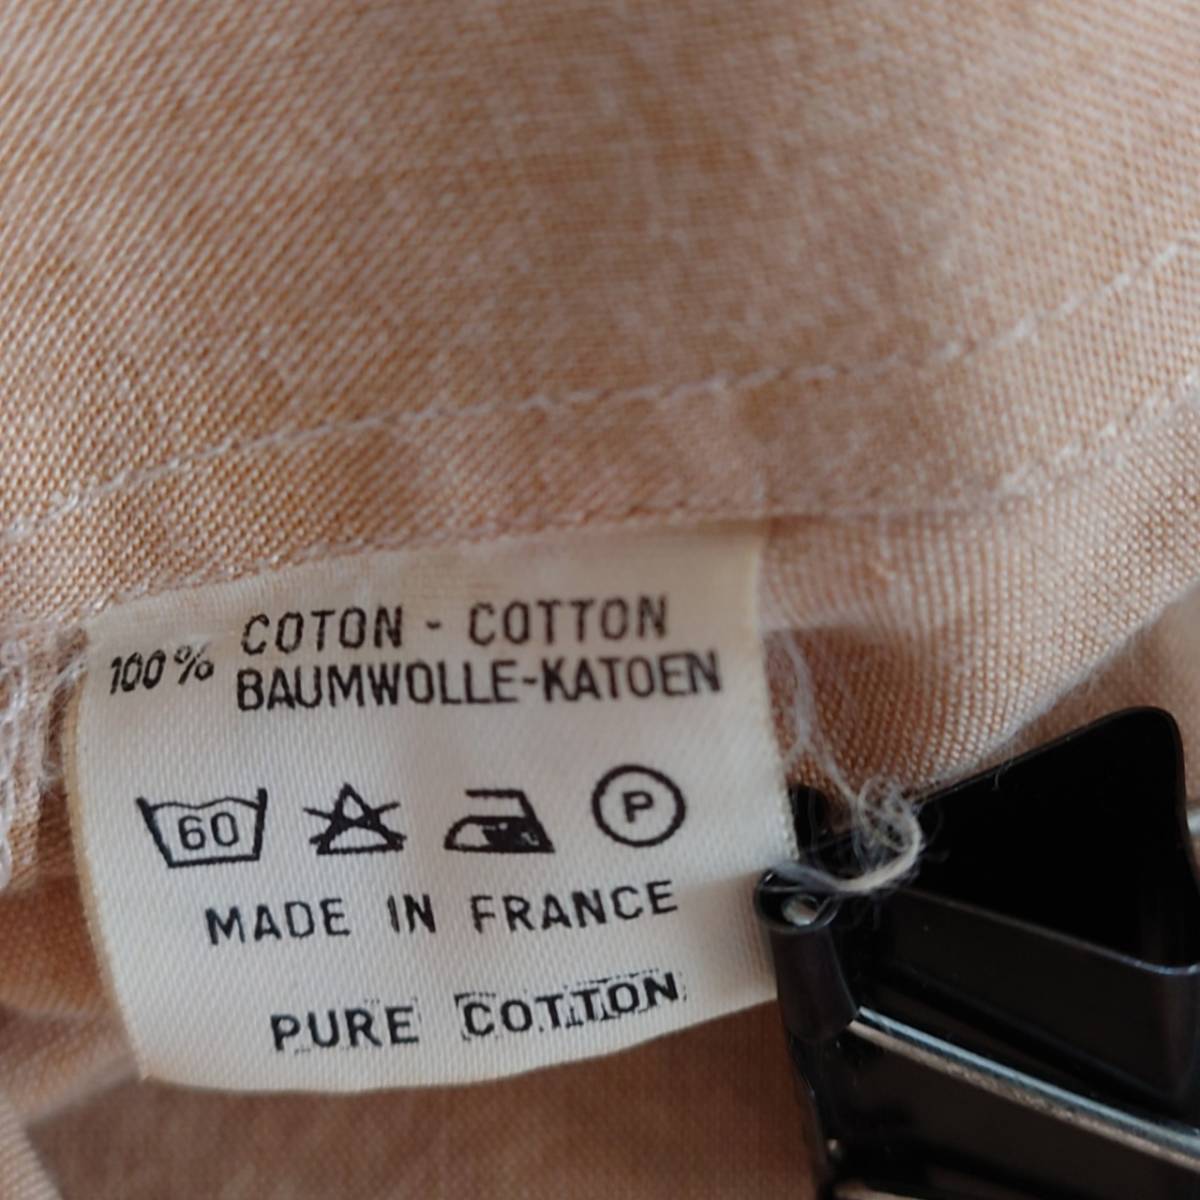 100% COTON - COTTON
BAUMWOLLE-KATOEN
60 P
MADE IN FRANCE
PURE COTTON